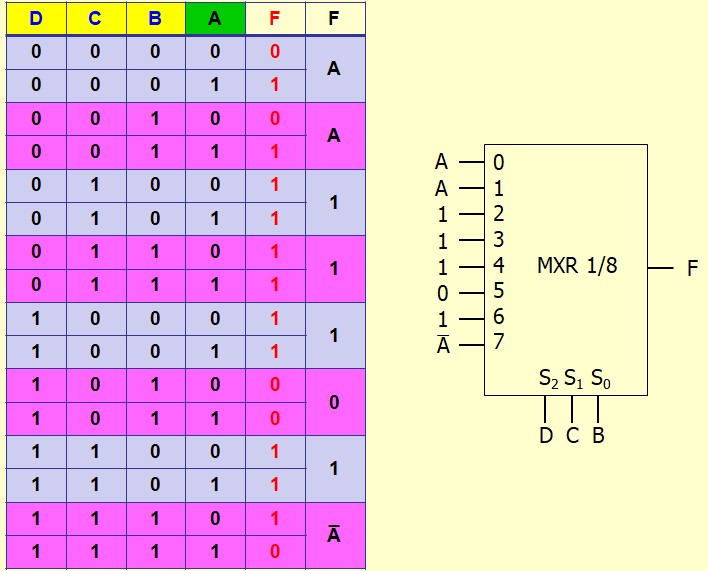 D C B A F F
0 0 0 0 0 A
0 0 0 1 1
0 0 1 0 0 A
0 0 1 1 1
0 1 0 0 1 1
0 1 0 1 1
0 1 1 0 1 1
0 1 1 1 1
1 0 0 0 1 1
1 0 0 1 1
1 0 1 0 0 0
1 0 1 1 0
1 1 0 0 1 1
1 1 0 1 1
1 1 1 0 1 A̅
1 1 1 1 0
A 0
A 1
1 2
1 3
1 4 MXR 1/8 F
0 5
1 6
A̅ 7
S₂ S₁ S₀
D C B